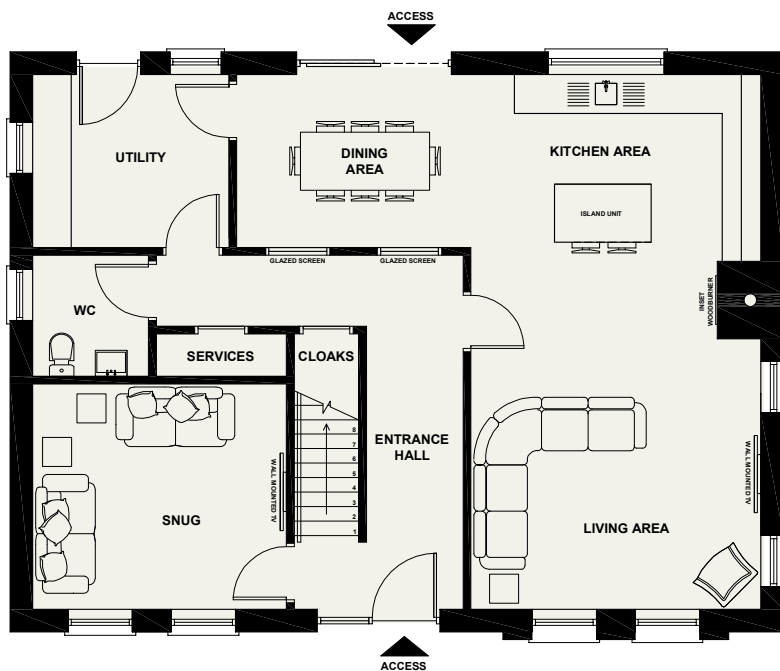 ACCESS
UTILITY
DINING
AREA
KITCHEN AREA
ISLAND UNIT
GLAZED SCREEN
GLAZED SCREEN
INSET
WOODBURNER
WC
SERVICES
CLOAKS
ENTRANCE
HALL
8
7
6
5
4
3
2
1
WALL MOUNTED TV
WALL MOUNTED TV
SNUG
LIVING AREA
ACCESS